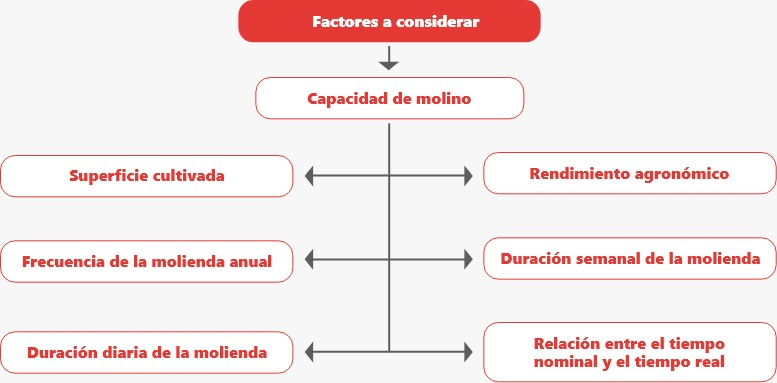 Factores a considerar
Capacidad de molino
Superficie cultivada
Rendimiento agronómico
Frecuencia de la molienda anual
Duración semanal de la molienda
Duración diaria de la molienda
Relación entre el tiempo
nominal y el tiempo real